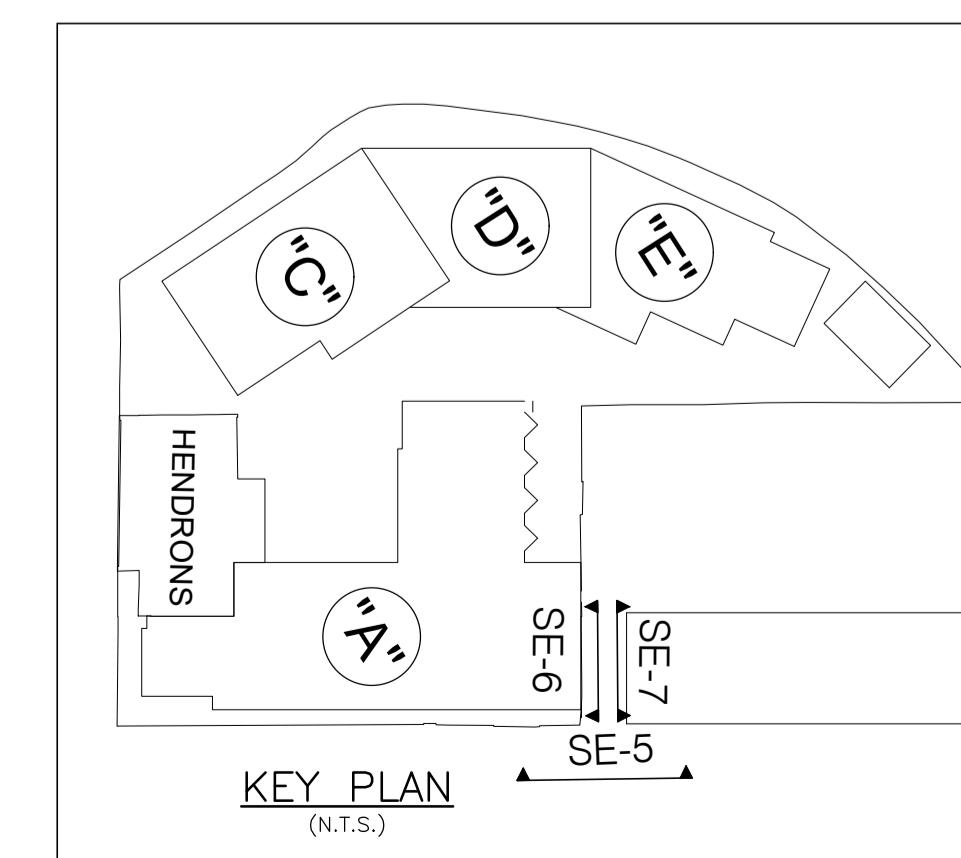 "C"
"D"
"E"
HENDRONS
"A"
SE-6
SE-7
SE-5
KEY PLAN
(N.T.S.)